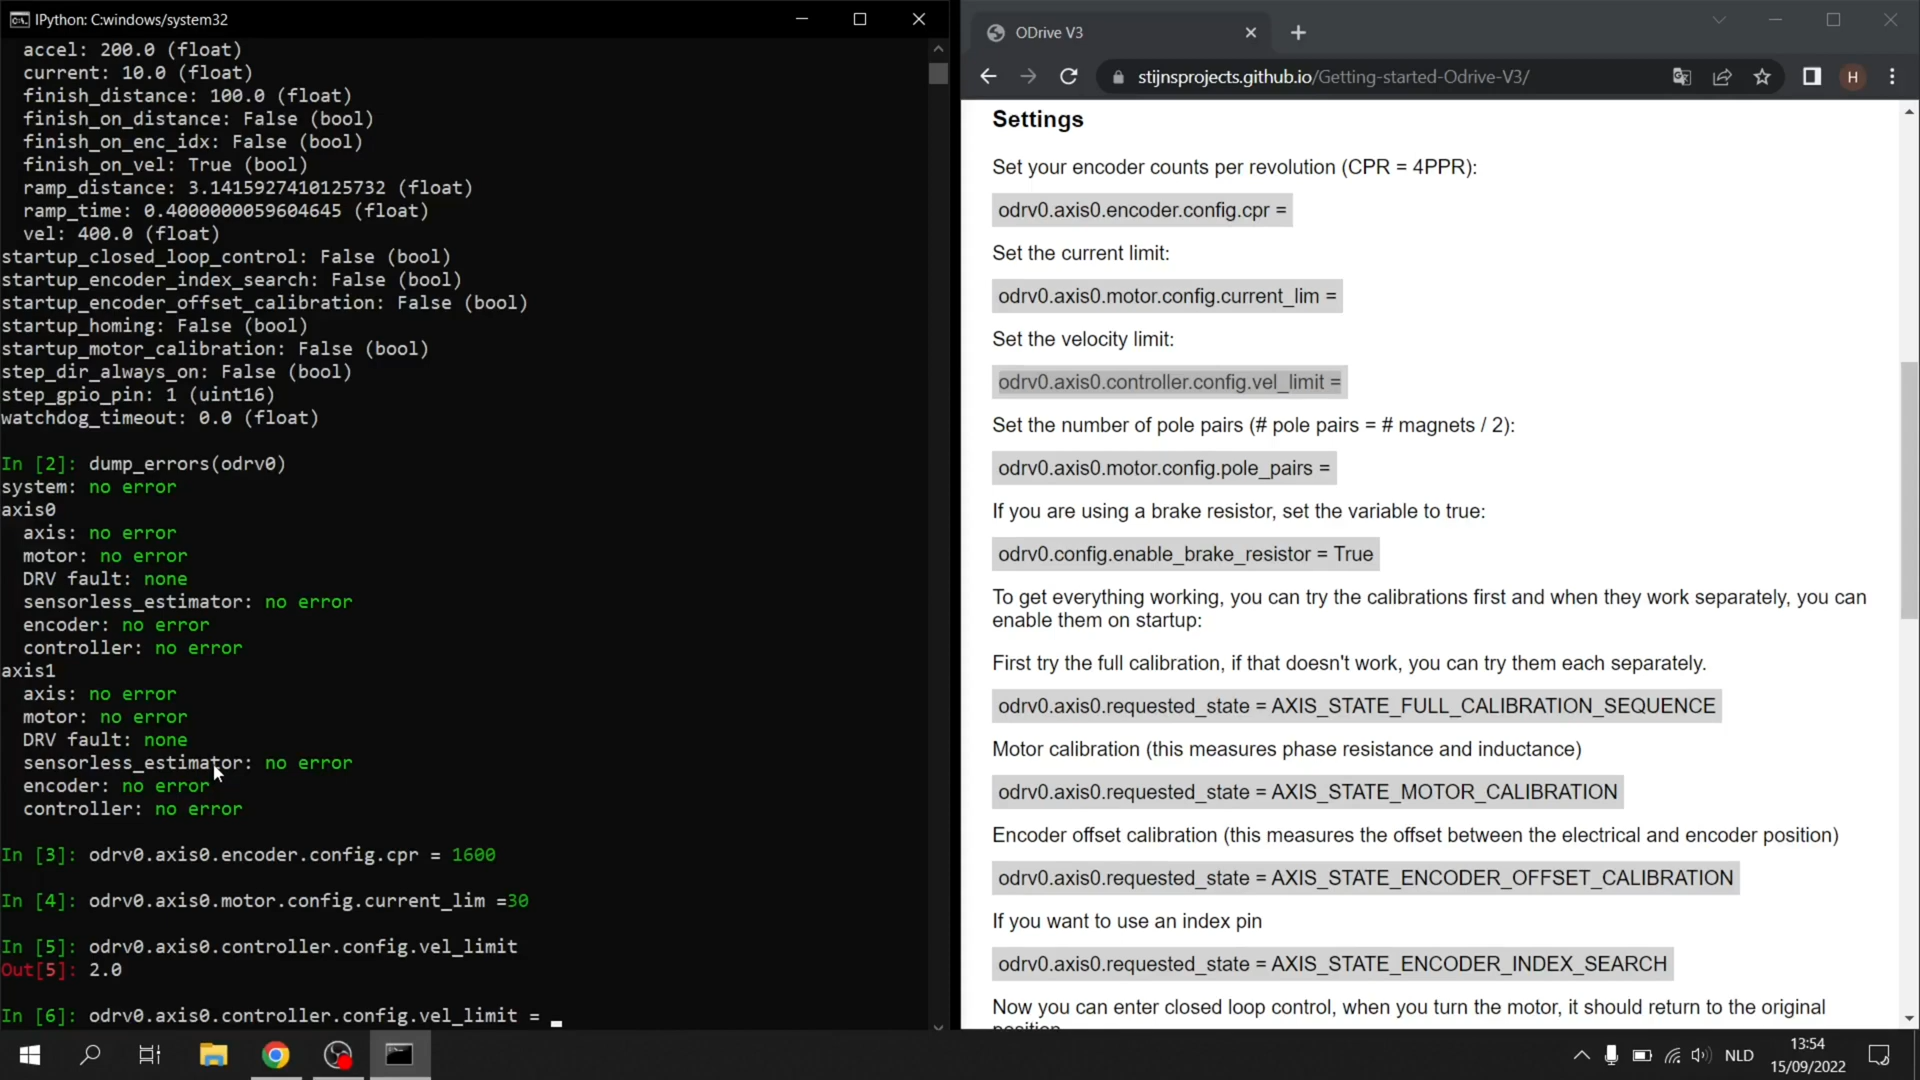 IPython: C:windows/system32
accel: 200.0 (float)
current: 10.0 (float)
finish_distance: 100.0 (float)
finish_on_distance: False (bool)
finish_on_enc_idx: False (bool)
finish_on_vel: True (bool)
ramp_distance: 3.1415927410125732 (float)
ramp_time: 0.4000000059604645 (float)
vel: 400.0 (float)
startup_closed_loop_control: False (bool)
startup_encoder_index_search: False (bool)
startup_encoder_offset_calibration: False (bool)
startup_homing: False (bool)
startup_motor_calibration: False (bool)
step_dir_always_on: False (bool)
step_gpio_pin: 1 (uint16)
watchdog_timeout: 0.0 (float)
In [2]: dump_errors(odrv0)
system: no error
axis0
axis: no error
motor: no error
DRV fault: none
sensorless_estimator: no error
encoder: no error
controller: no error
axis1
axis: no error
motor: no error
DRV fault: none
sensorless_estimator: no error
encoder: no error
controller: no error
In [3]: odrv0.axis0.encoder.config.cpr = 1600
In [4]: odrv0.axis0.motor.config.current_lim =30
In [5]: odrv0.axis0.controller.config.vel_limit
Out[5]: 2.0
In [6]: odrv0.axis0.controller.config.vel_limit =
ODrive V3
stijnsprojects.github.io/Getting-started-Odrive-V3/
H
Settings
Set your encoder counts per revolution (CPR = 4PPR):
odrv0.axis0.encoder.config.cpr =
Set the current limit:
odrv0.axis0.motor.config.current_lim =
Set the velocity limit:
odrv0.axis0.controller.config.vel_limit =
Set the number of pole pairs (# pole pairs = # magnets / 2):
odrv0.axis0.motor.config.pole_pairs =
If you are using a brake resistor, set the variable to true:
odrv0.config.enable_brake_resistor = True
To get everything working, you can try the calibrations first and when they work separately, you can
enable them on startup:
First try the full calibration, if that doesn't work, you can try them each separately.
odrv0.axis0.requested_state = AXIS_STATE_FULL_CALIBRATION_SEQUENCE
Motor calibration (this measures phase resistance and inductance)
odrv0.axis0.requested_state = AXIS_STATE_MOTOR_CALIBRATION
Encoder offset calibration (this measures the offset between the electrical and encoder position)
odrv0.axis0.requested_state = AXIS_STATE_ENCODER_OFFSET_CALIBRATION
If you want to use an index pin
odrv0.axis0.requested_state = AXIS_STATE_ENCODER_INDEX_SEARCH
Now you can enter closed loop control, when you turn the motor, it should return to the original
position
NLD
13:54
15/09/2022